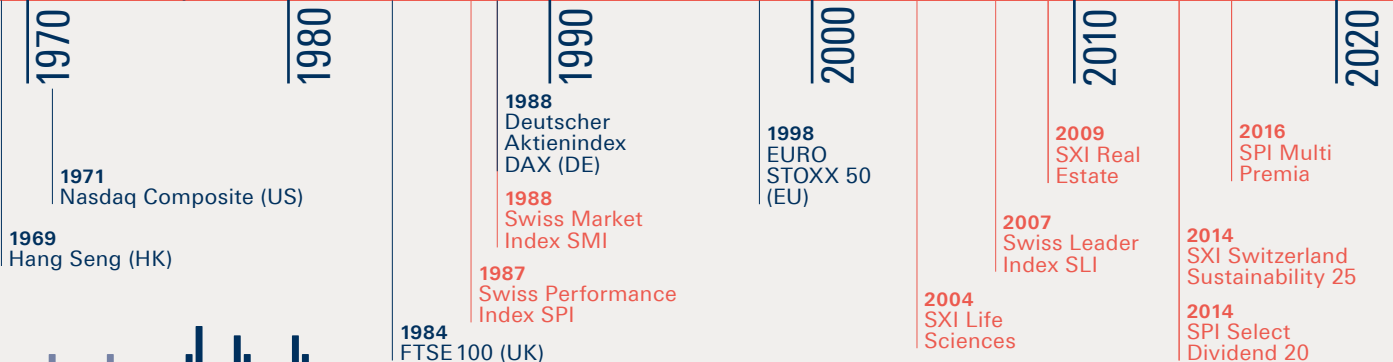 1970
1980
1990
2000
2010
2020
1971
Nasdaq Composite (US)
1969
Hang Seng (HK)
1984
FTSE 100 (UK)
1988
Deutscher
Aktienindex
DAX (DE)
1988
Swiss Market
Index SMI
1987
Swiss Performance
Index SPI
1998
EURO
STOXX 50
(EU)
2004
SXI Life
Sciences
2009
SXI Real
Estate
2007
Swiss Leader
Index SLI
2016
SPI Multi
Premia
2014
SXI Switzerland
Sustainability 25
2014
SPI Select
Dividend 20